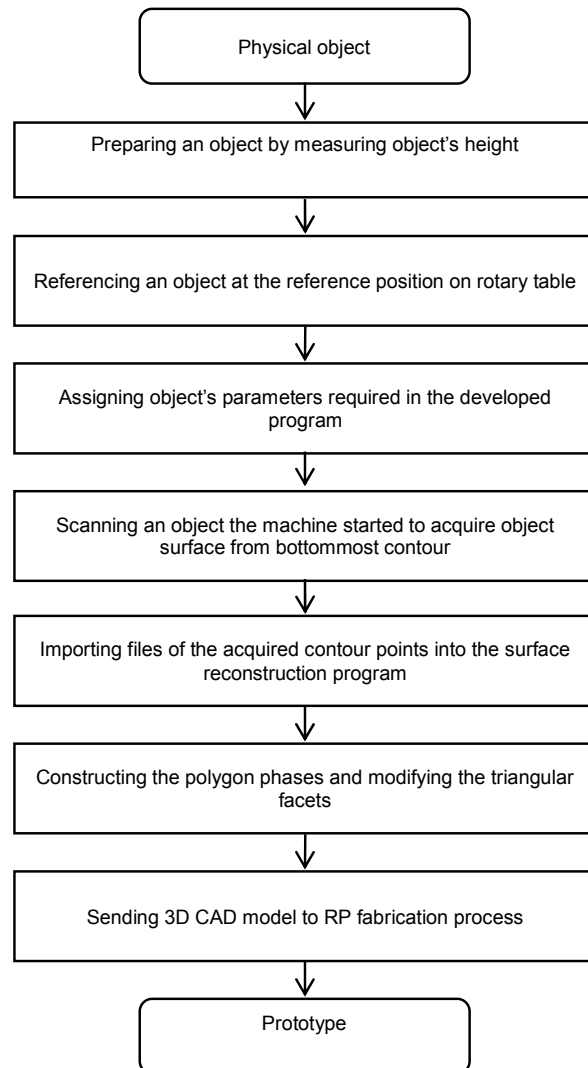 Physical object
Preparing an object by measuring object's height
Referencing an object at the reference position on rotary table
Assigning object's parameters required in the developed
program
Scanning an object the machine started to acquire object
surface from bottommost contour
Importing files of the acquired contour points into the surface
reconstruction program
Constructing the polygon phases and modifying the triangular
facets
Sending 3D CAD model to RP fabrication process
Prototype